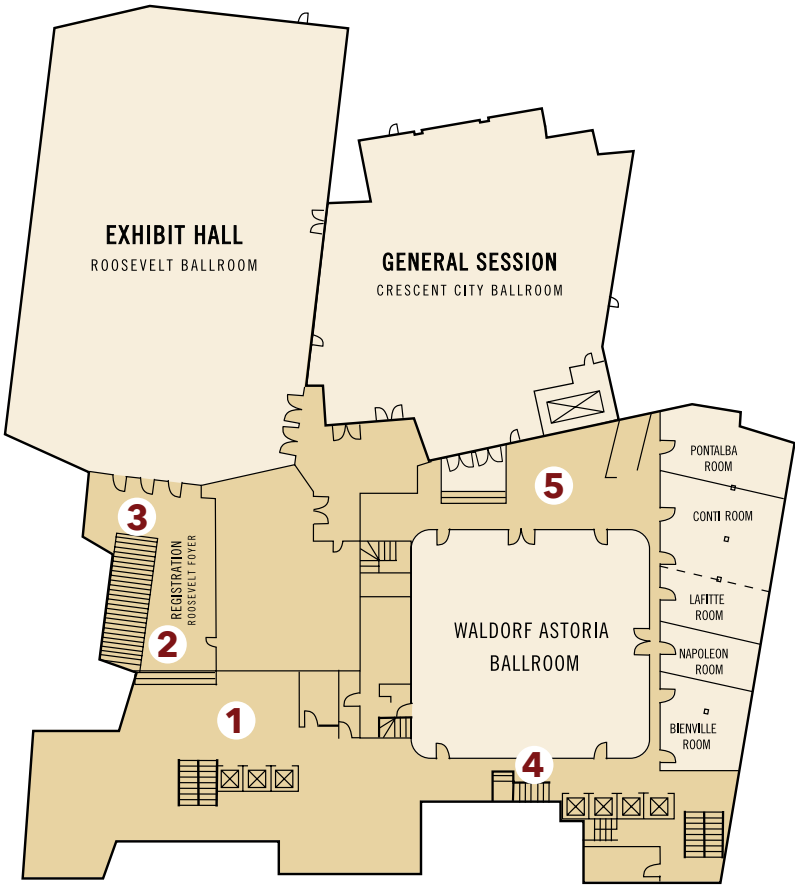 EXHIBIT HALL
ROOSEVELT BALLROOM
GENERAL SESSION
CRESCENT CITY BALLROOM
PONTALBA
ROOM
CONTI ROOM
LAFITTE
ROOM
NAPOLEON
ROOM
BIENVILLE
ROOM
WALDORF ASTORIA
BALLROOM
REGISTRATION
ROOSEVELT FOYER
3
2
1
5
4